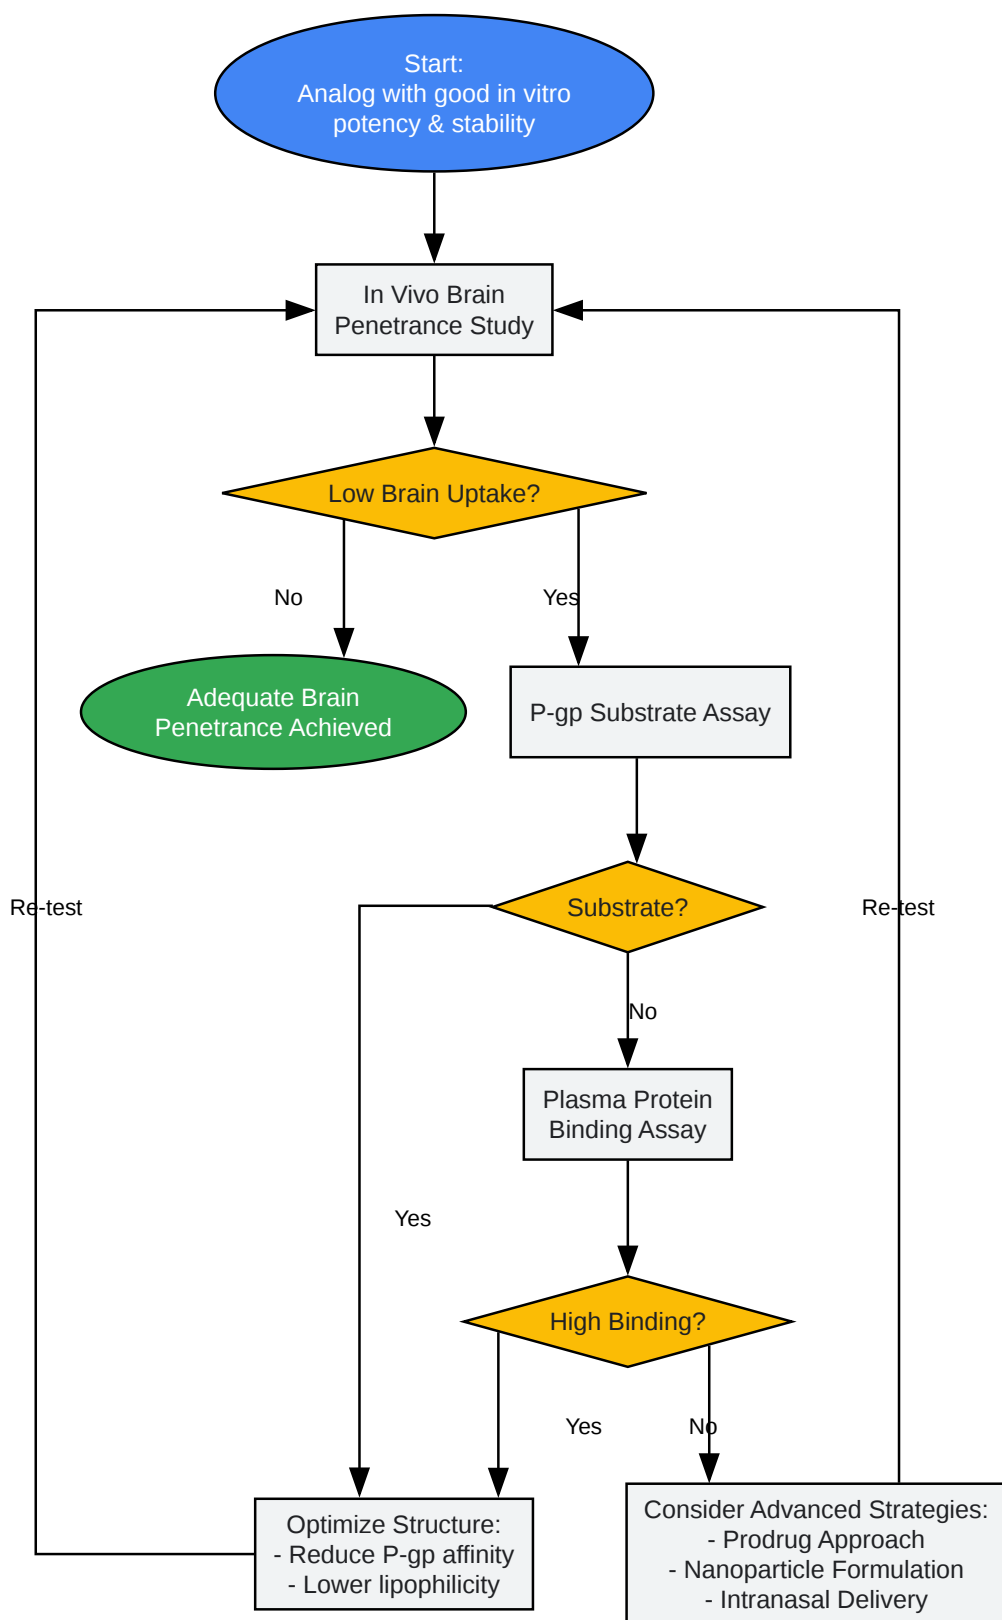 Start:
Analog with good in vitro
potency & stability
In Vivo Brain
Penetrance Study
Low Brain Uptake?
No
Yes
Adequate Brain
Penetrance Achieved
P-gp Substrate Assay
Re-test
Substrate?
Re-test
No
Plasma Protein
Binding Assay
Yes
High Binding?
Yes
No
Optimize Structure:
- Reduce P-gp affinity
- Lower lipophilicity
Consider Advanced Strategies:
- Prodrug Approach
- Nanoparticle Formulation
- Intranasal Delivery